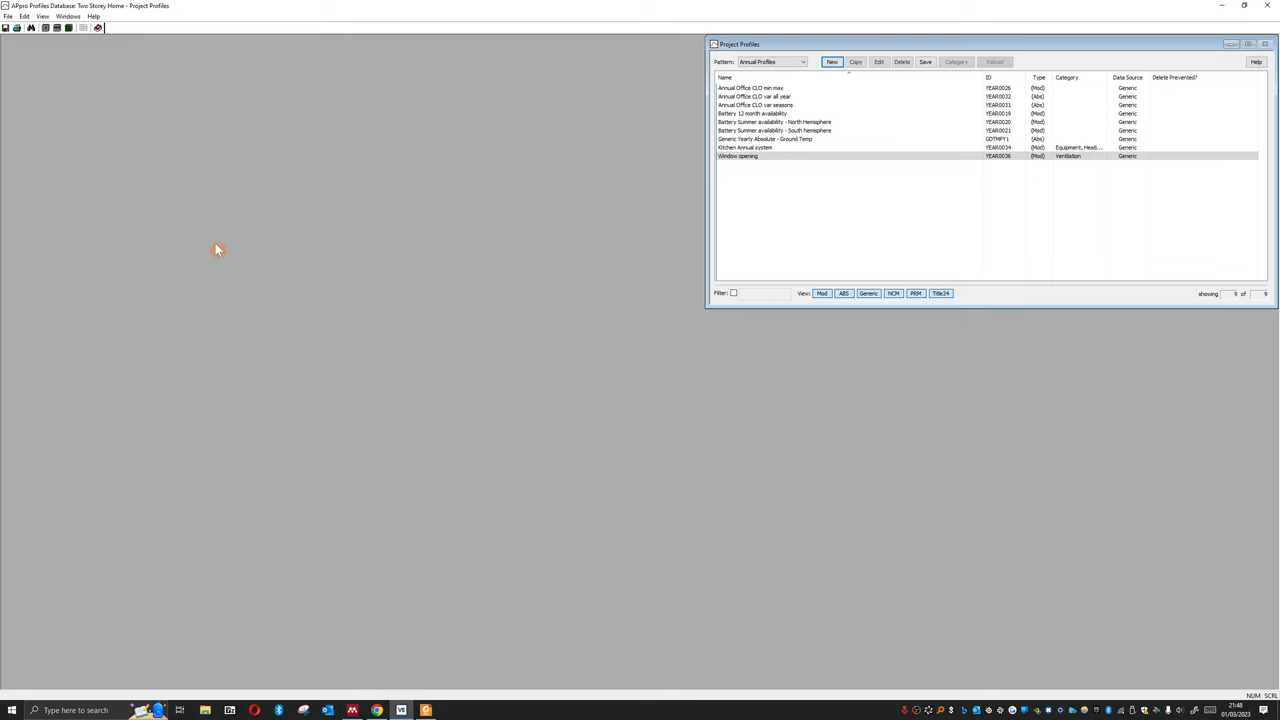 APpro Profiles Database: Two Storey Home - Project Profiles
File Edit View Windows Help
Project Profiles
Pattern: Annual Profiles New Copy Edit Delete Save Category Reload Help
Name ID Type Category Data Source Delete Prevented?
Annual Office CLO min max YEAR0026 (Mod) Generic
Annual Office CLO var all year YEAR0032 (Abs) Generic
Annual Office CLO var seasons YEAR0031 (Abs) Generic
Battery 12 month availability YEAR0019 (Mod) Generic
Battery Summer availability - North Hemisphere YEAR0020 (Mod) Generic
Battery Summer availability - South hemisphere YEAR0021 (Mod) Generic
Generic Yearly Absolute - Ground Temp GDTMPY1 (Abs) Generic
Kitchen Annual system YEAR0034 (Mod) Equipment, Heati... Generic
Window opening YEAR0036 (Mod) Ventilation Generic
Filter: View: Mod ABS Generic NCM PRM Title24 showing 9 of 9
NUM SCRL
Type here to search
VE
21:48
01/03/2023